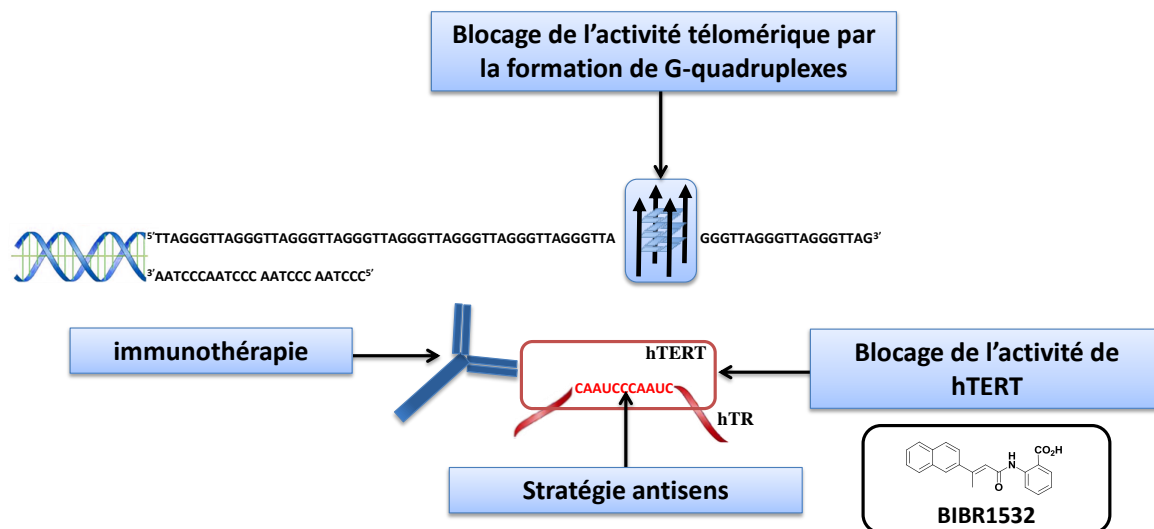 Blocage de l’activité télomérique par
la formation de G-quadruplexes
5’TTAGGGTTAGGGTTAGGGTTAGGGTTAGGGTTAGGGTTAGGGTTAGGGTTA GGGTTAGGGTTAGGGTTAG3’
3’AATCCCAATCCC AATCCC AATCCC5’
immunothérapie
hTERT
CAAUCCCAAUC
hTR
Blocage de l’activité de
hTERT
Stratégie antisens
H
N
CO2H
O
BIBR1532